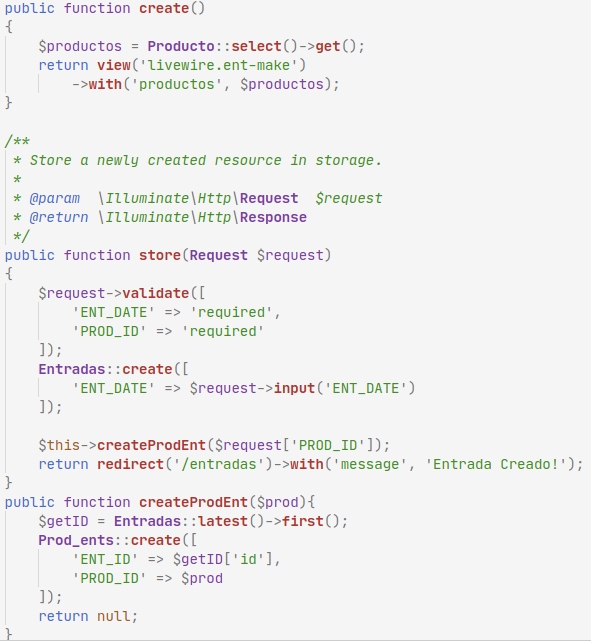 public function create()
{
    $productos = Producto::select()->get();
    return view('livewire.ent-make')
        ->with('productos', $productos);
}

/**
 * Store a newly created resource in storage.
 *
 * @param  \Illuminate\Http\Request  $request
 * @return \Illuminate\Http\Response
 */
public function store(Request $request)
{
    $request->validate([
        'ENT_DATE' => 'required',
        'PROD_ID' => 'required'
    ]);
    Entradas::create([
        'ENT_DATE' => $request->input('ENT_DATE')
    ]);

    $this->createProdEnt($request['PROD_ID']);
    return redirect('/entradas')->with('message', 'Entrada Creado!');
}
public function createProdEnt($prod){
    $getID = Entradas::latest()->first();
    Prod_ents::create([
        'ENT_ID' => $getID['id'],
        'PROD_ID' => $prod
    ]);
    return null;
}